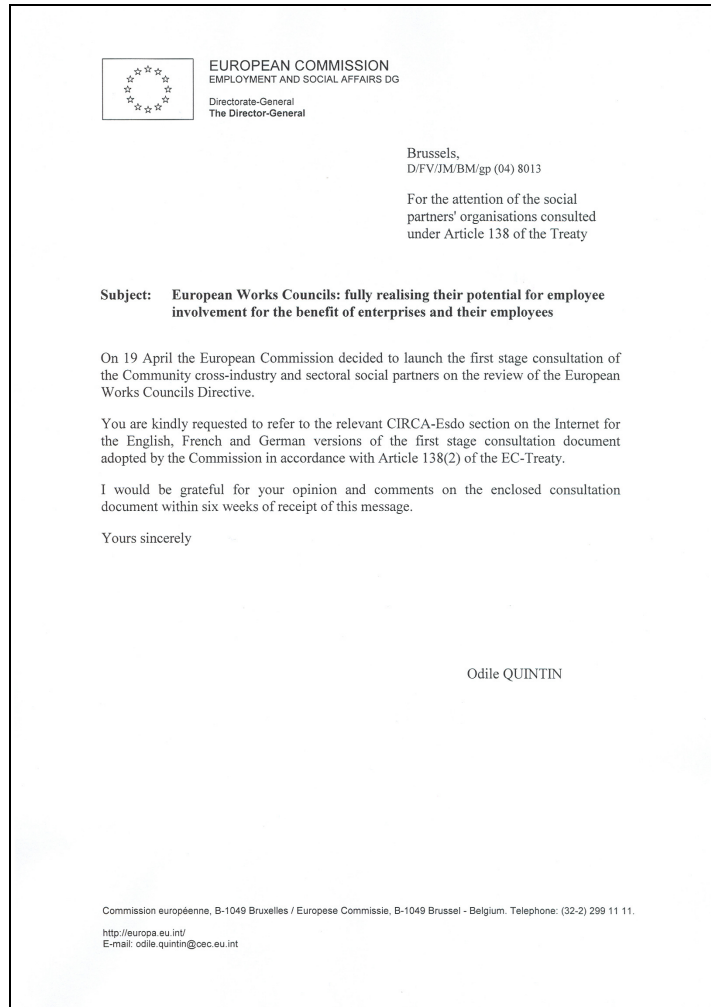 EUROPEAN COMMISSION
EMPLOYMENT AND SOCIAL AFFAIRS DG
Directorate-General
The Director-General
Brussels,
D/FV/JM/BM/gp (04) 8013
For the attention of the social
partners' organisations consulted
under Article 138 of the Treaty
Subject: European Works Councils: fully realising their potential for employee
involvement for the benefit of enterprises and their employees
On 19 April the European Commission decided to launch the first stage consultation of
the Community cross-industry and sectoral social partners on the review of the European
Works Councils Directive.
You are kindly requested to refer to the relevant CIRCA-Esdo section on the Internet for
the English, French and German versions of the first stage consultation document
adopted by the Commission in accordance with Article 138(2) of the EC-Treaty.
I would be grateful for your opinion and comments on the enclosed consultation
document within six weeks of receipt of this message.
Yours sincerely
Odile QUINTIN
Commission européenne, B-1049 Bruxelles / Europese Commissie, B-1049 Brussel - Belgium. Telephone: (32-2) 299 11 11.
http://europa.eu.int/
E-mail: odile.quintin@cec.eu.int